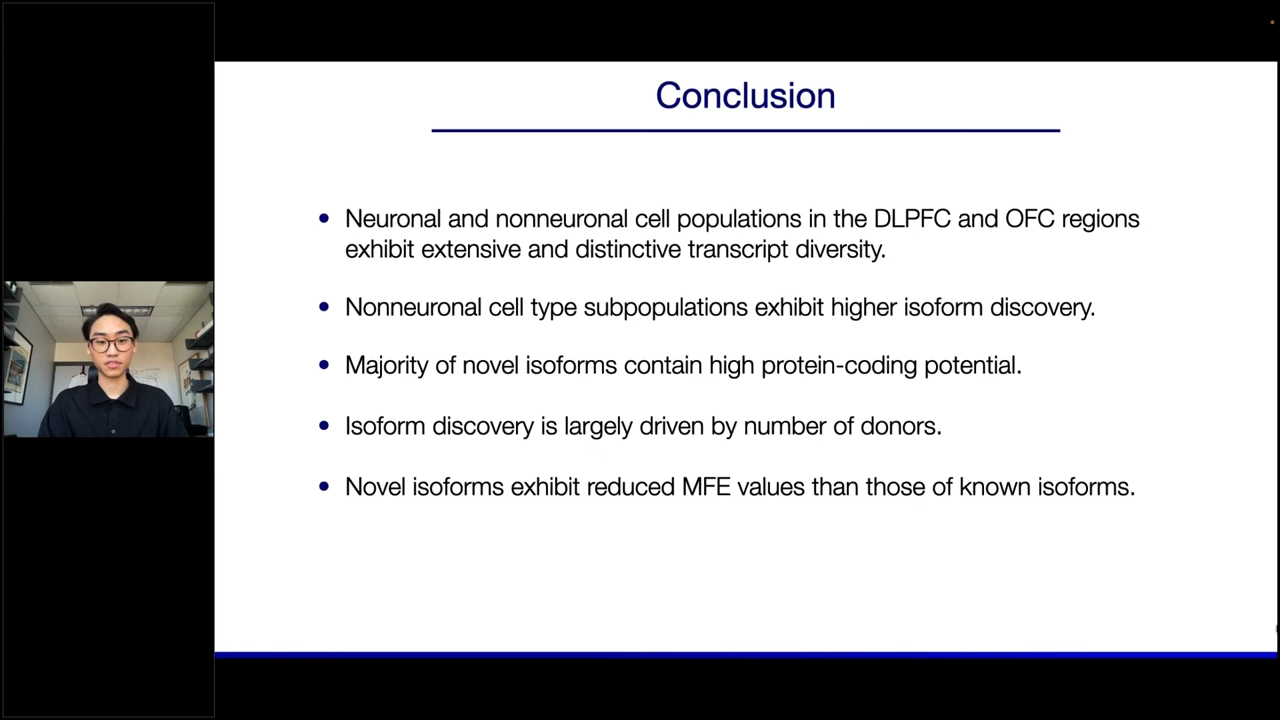 Conclusion
Neuronal and nonneuronal cell populations in the DLPFC and OFC regions
exhibit extensive and distinctive transcript diversity.
Nonneuronal cell type subpopulations exhibit higher isoform discovery.
Majority of novel isoforms contain high protein-coding potential.
Isoform discovery is largely driven by number of donors.
Novel isoforms exhibit reduced MFE values than those of known isoforms.